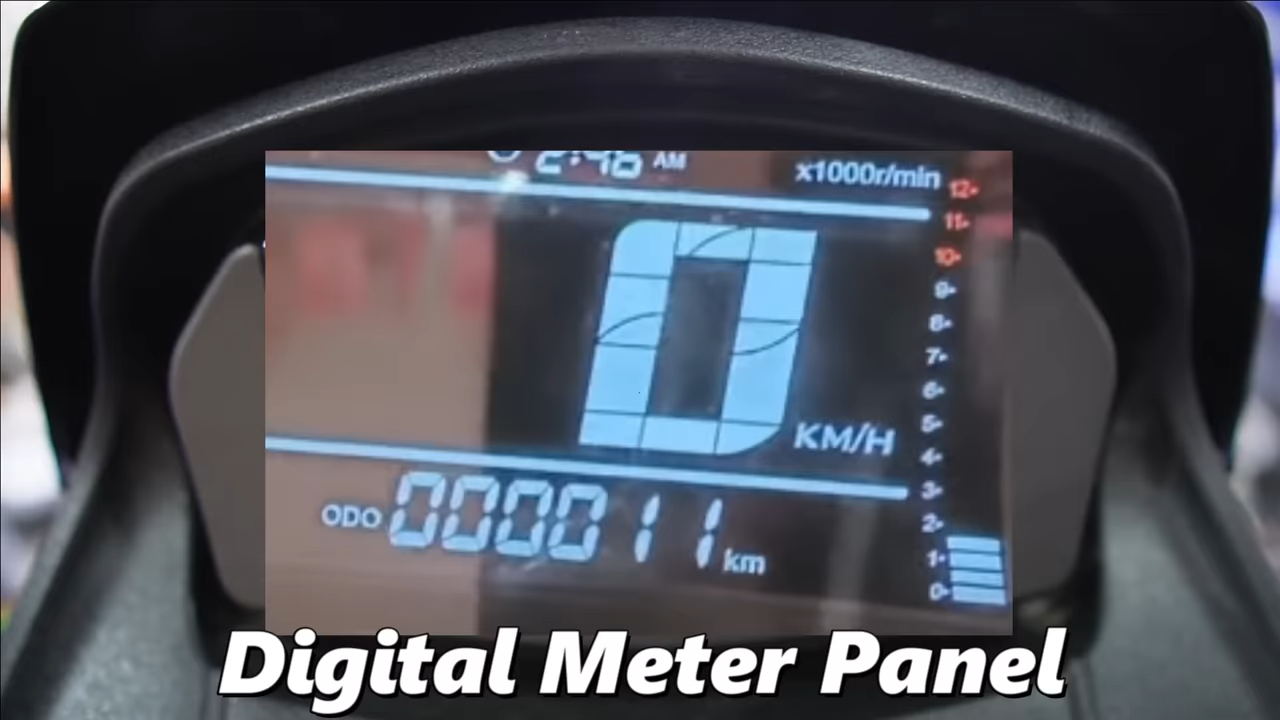 2:46 AM
x1000r/min
12
11
10
9
8
7
6
5
4
3
2
1
0
0 KM/H
ODO 000011 km
Digital Meter Panel